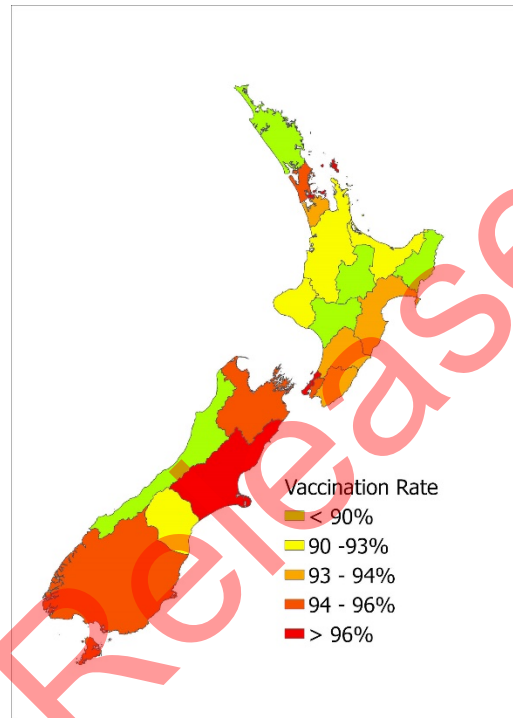 Vaccination Rate
< 90%
90 -93%
93 - 94%
94 - 96%
> 96%
Release